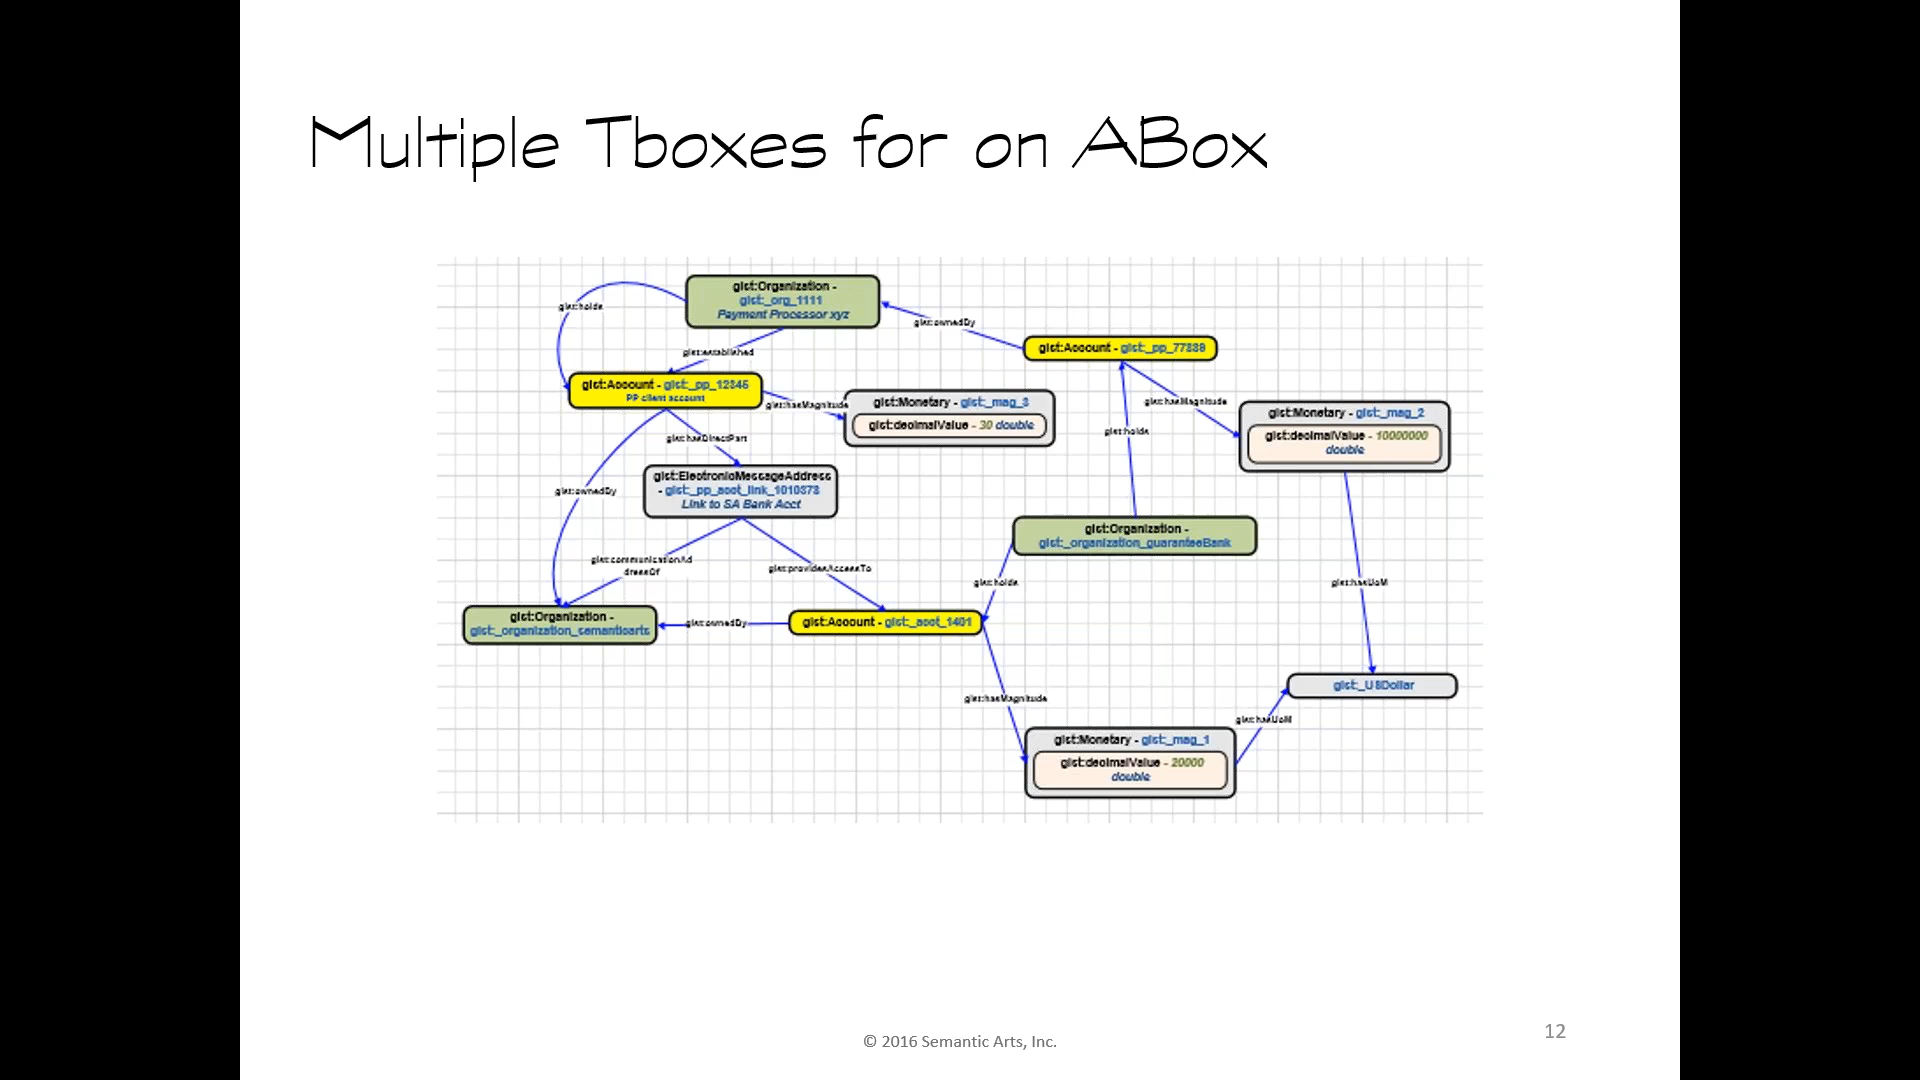 Multiple Tboxes for on ABox
gist:Organization -
gist:_org_1111
Payment Processor xyz
gist:holds
gist:ownedBy
gist:established
gist:Account - gist:_pp_77889
gist:Account - gist:_pp_12345
PP client account
gist:hasMagnitude
gist:Monetary - gist:_mag_3
gist:decimalValue - 30 double
gist:hasMagnitude
gist:Monetary - gist:_mag_2
gist:decimalValue - 10000000
double
gist:holds
gist:hasDirectPart
gist:ElectronicMessageAddress
- gist:_pp_acct_link_1010373
Link to SA Bank Acct
gist:ownedBy
gist:Organization -
gist:_organization_guaranteeBank
gist:communicationAd
dressOf
gist:providesAccessTo
gist:holds
gist:hasUoM
gist:Organization -
gist:_organization_semanticarts
gist:ownedBy
gist:Account - gist:_acct_1401
gist:hasMagnitude
gist:_USDollar
gist:hasUoM
gist:Monetary - gist:_mag_1
gist:decimalValue - 20000
double
© 2016 Semantic Arts, Inc.
12